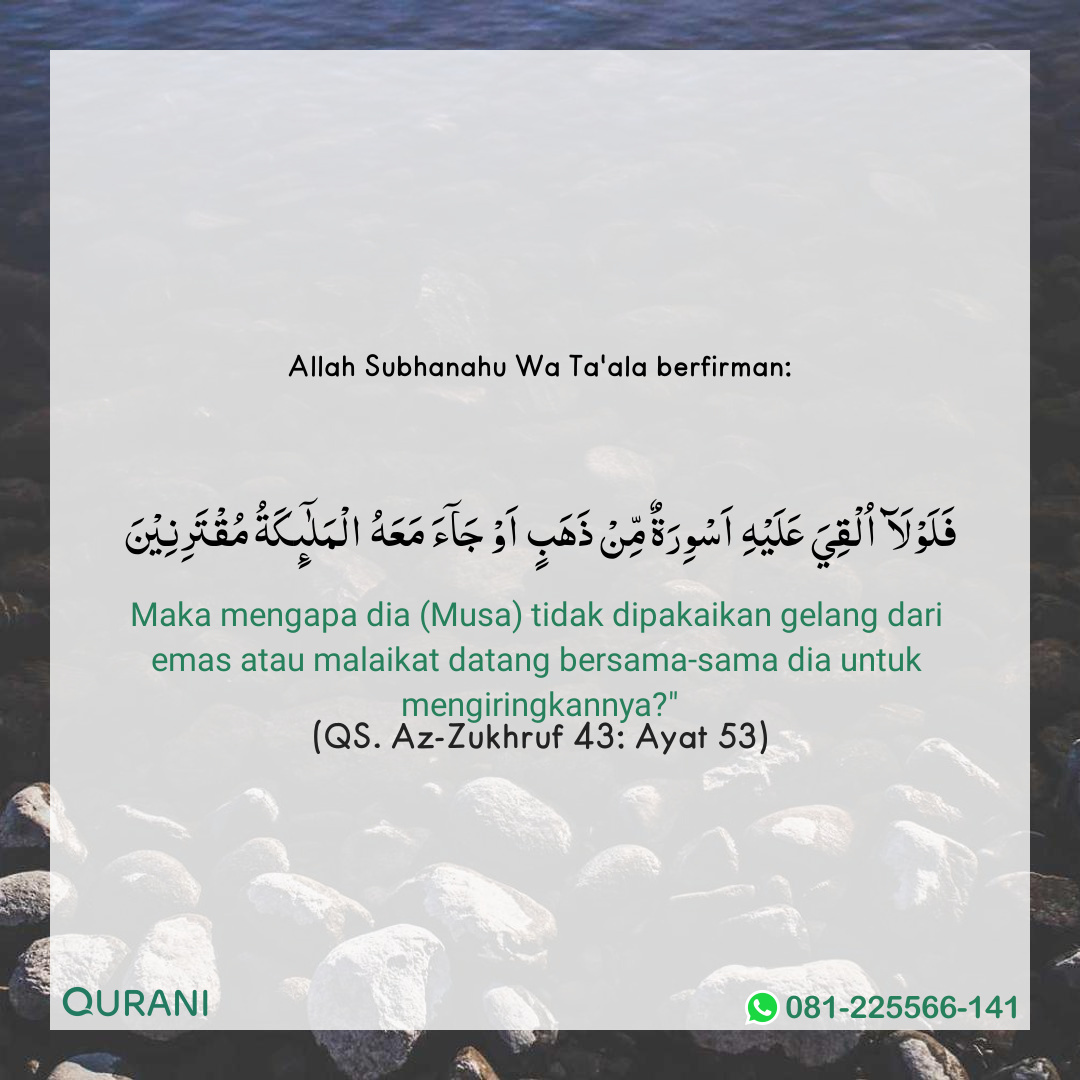 Allah Subhanahu Wa Ta'ala berfirman:
فَلَوْلَآ اُلْقِيَ عَلَيْهِ اَسْوِرَةٌ مِّنْ ذَهَبٍ اَوْ جَآءَ مَعَهُ الْمَلٰٓىِٕكَةُ مُقْتَرِنِيْنَ
Maka mengapa dia (Musa) tidak dipakaikan gelang dari
emas atau malaikat datang bersama-sama dia untuk
mengiringkannya?"
(QS. Az-Zukhruf 43: Ayat 53)
QURANI
081-225566-141